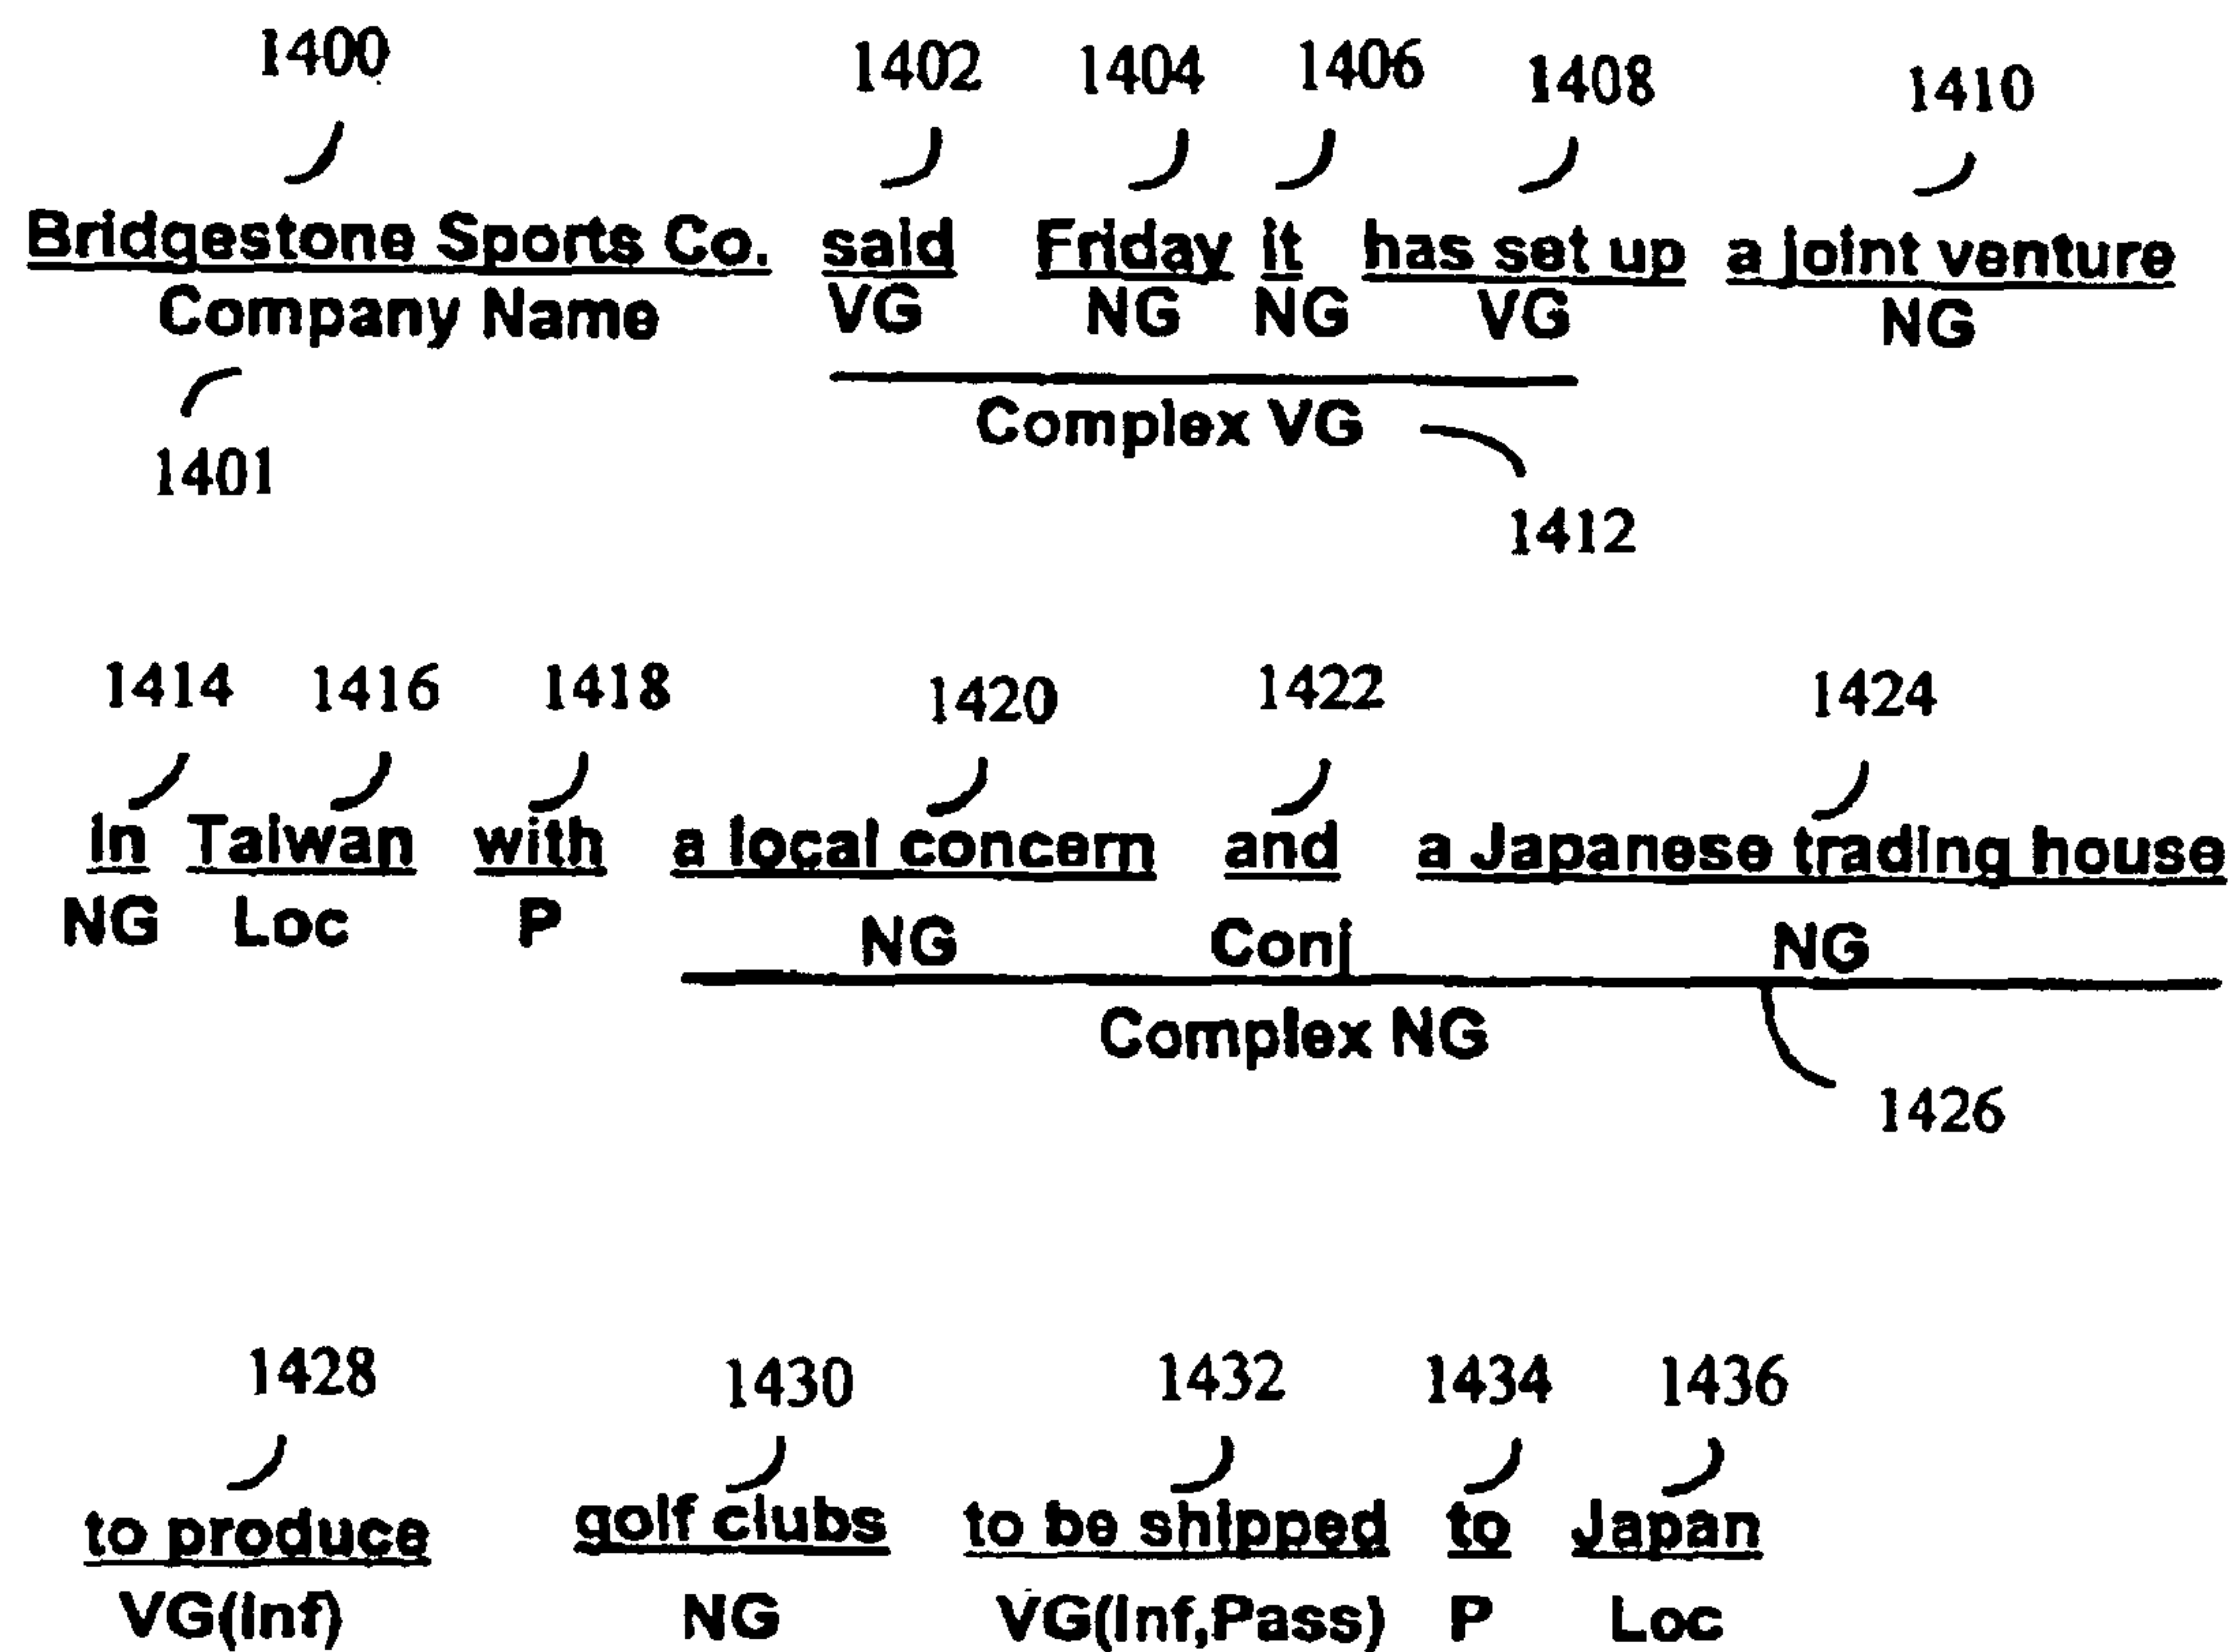 1400 1402 1404 1406 1408 1410
Bridgestone Sports Co. said Friday it has set up a joint venture
Company Name VG NG NG VG NG
Complex VG
1401
1412
1414 1416 1418 1420 1422 1424
in Taiwan with a local concern and a Japanese trading house
NG Loc P NG Conj NG
Complex NG
1426
1428 1430 1432 1434 1436
to produce golf clubs to be shipped to Japan
VG(Inf) NG VG(Inf,Pass) P Loc